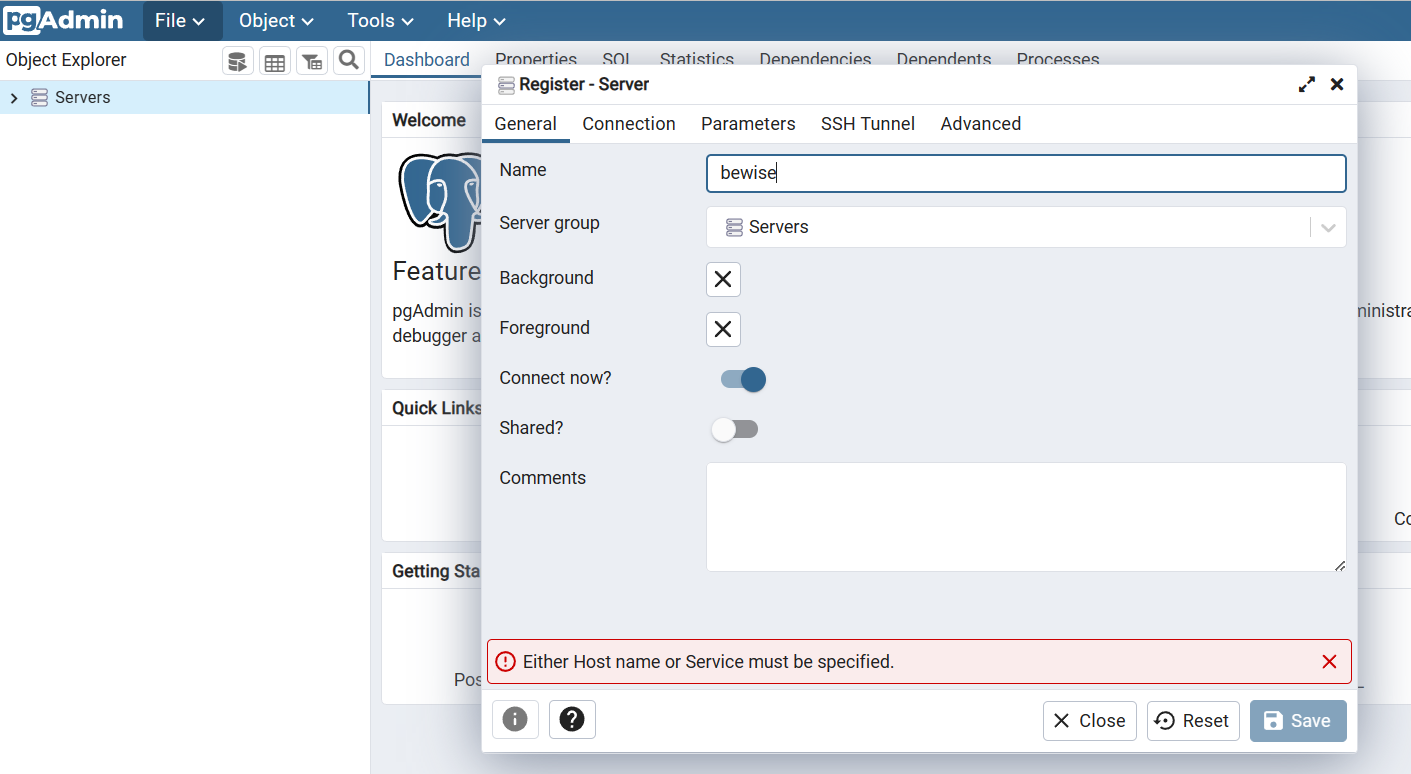 pgAdmin File Object Tools Help
Object Explorer
Servers
Dashboard Properties SQL Statistics Dependencies Dependents Processes
Welcome
Feature
pgAdmin is
debugger a
ministra
Quick Links
Co
Getting Sta
Pos
Register - Server
General Connection Parameters SSH Tunnel Advanced
Name bewise
Server group Servers
Background
Foreground
Connect now?
Shared?
Comments
Either Host name or Service must be specified.
Close Reset Save